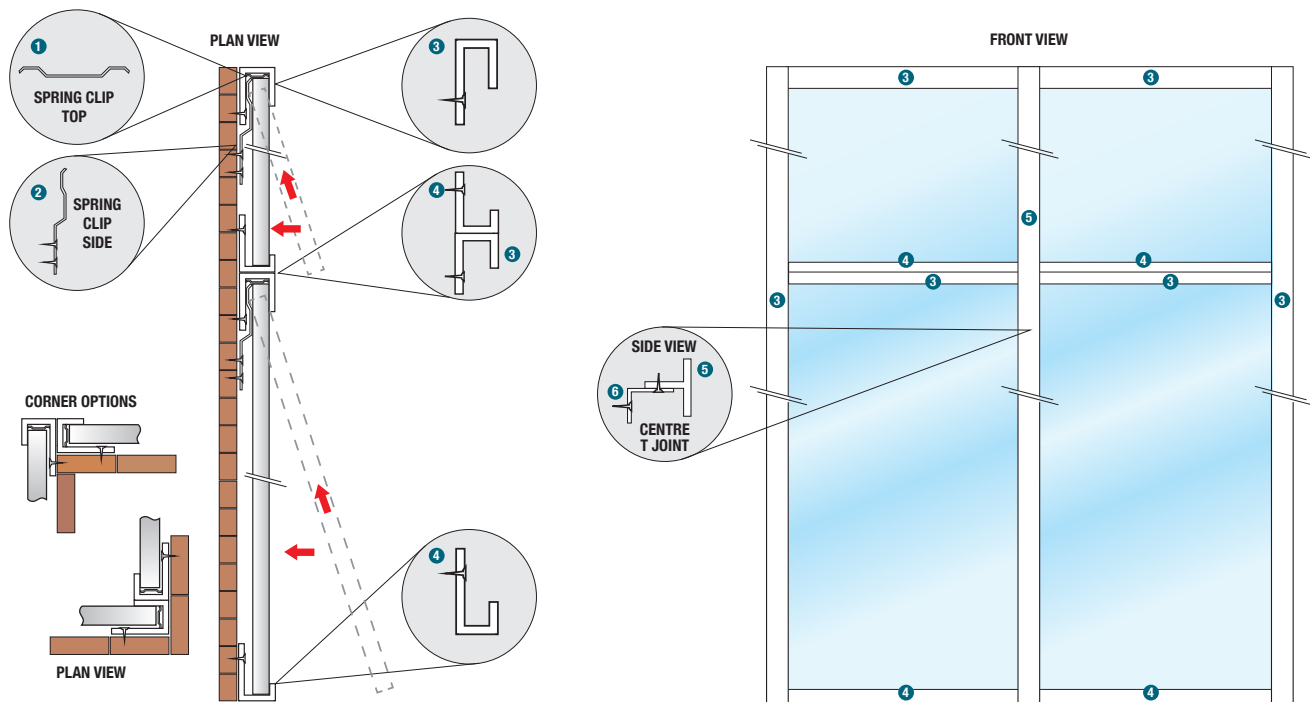 PLAN VIEW
1
SPRING CLIP
TOP
2
SPRING
CLIP
SIDE
3
4
3
4
CORNER OPTIONS
PLAN VIEW
FRONT VIEW
3
3
5
4
4
3
3
3
3
SIDE VIEW
5
6
CENTRE
T JOINT
4
4